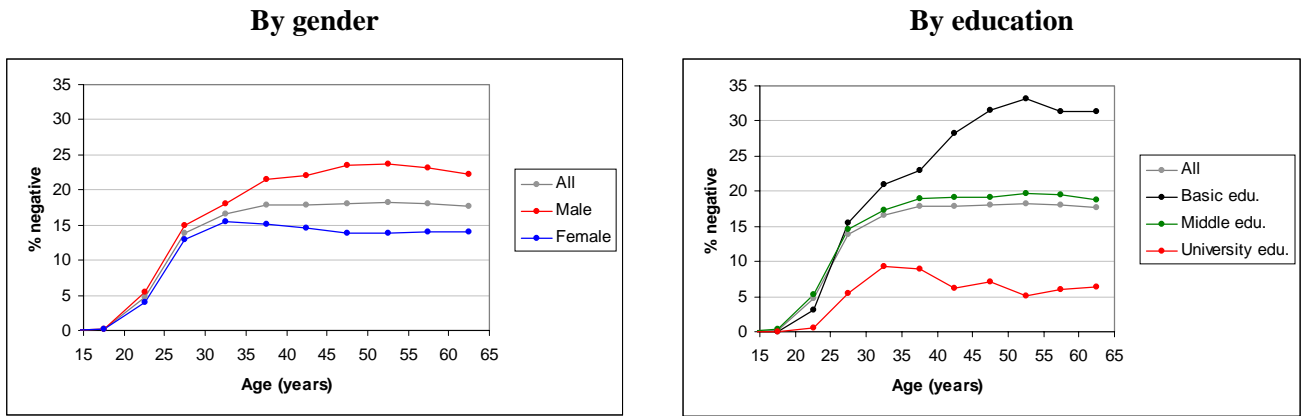 By gender
% negative
35
30
25
20
15
10
5
0
15 20 25 30 35 40 45 50 55 60 65
Age (years)
All
Male
Female
By education
% negative
35
30
25
20
15
10
5
0
15 20 25 30 35 40 45 50 55 60 65
Age (years)
All
Basic edu.
Middle edu.
University edu.